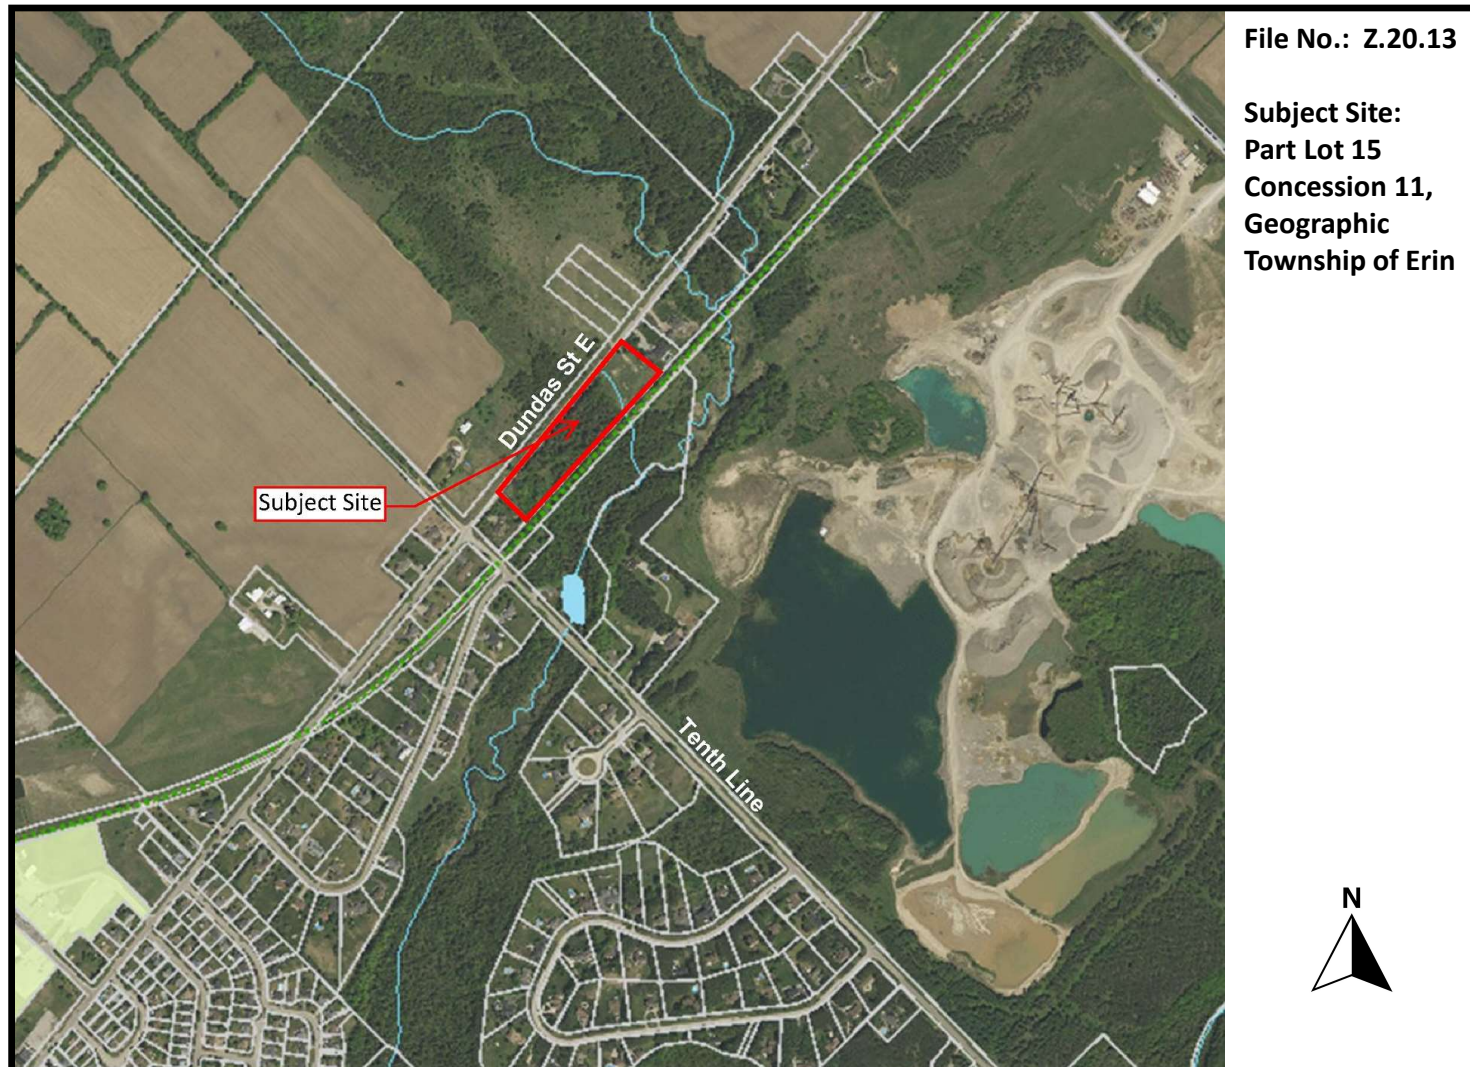 File No.: Z.20.13
Subject Site:
Part Lot 15
Concession 11,
Geographic
Township of Erin
Dundas St E
Subject Site
Tenth Line
N